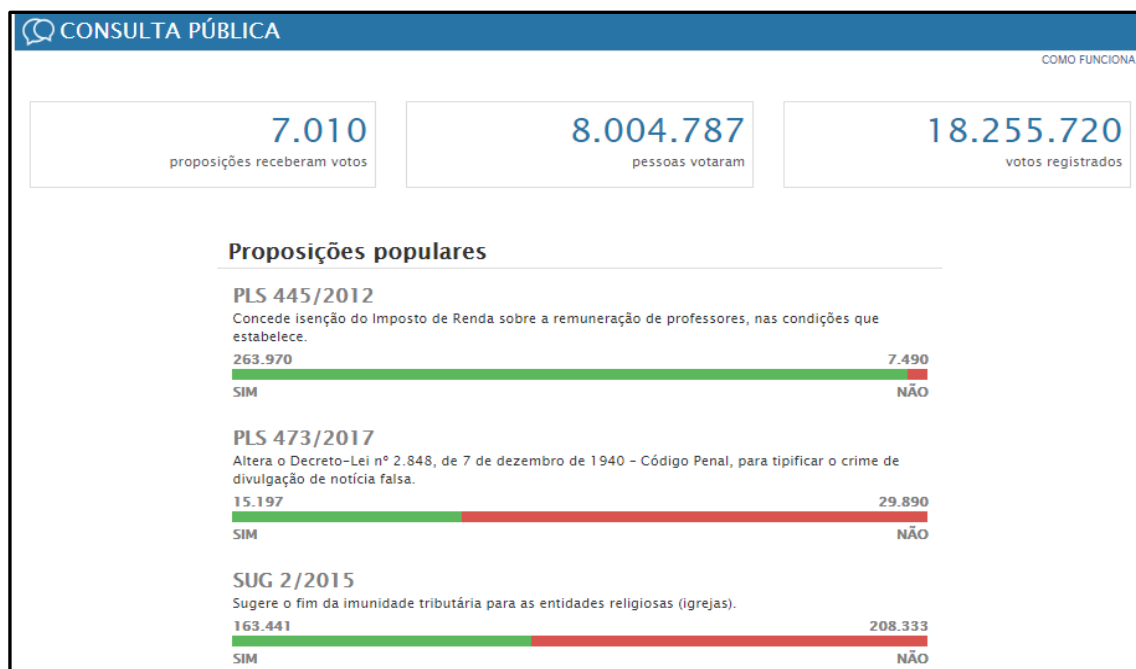 CONSULTA PÚBLICA
COMO FUNCIONA
7.010
proposições receberam votos
8.004.787
pessoas votaram
18.255.720
votos registrados
Proposições populares
PLS 445/2012
Concede isenção do Imposto de Renda sobre a remuneração de professores, nas condições que
estabelece.
263.970 7.490
SIM NÃO
PLS 473/2017
Altera o Decreto-Lei nº 2.848, de 7 de dezembro de 1940 - Código Penal, para tipificar o crime de
divulgação de notícia falsa.
15.197 29.890
SIM NÃO
SUG 2/2015
Sugere o fim da imunidade tributária para as entidades religiosas (igrejas).
163.441 208.333
SIM NÃO